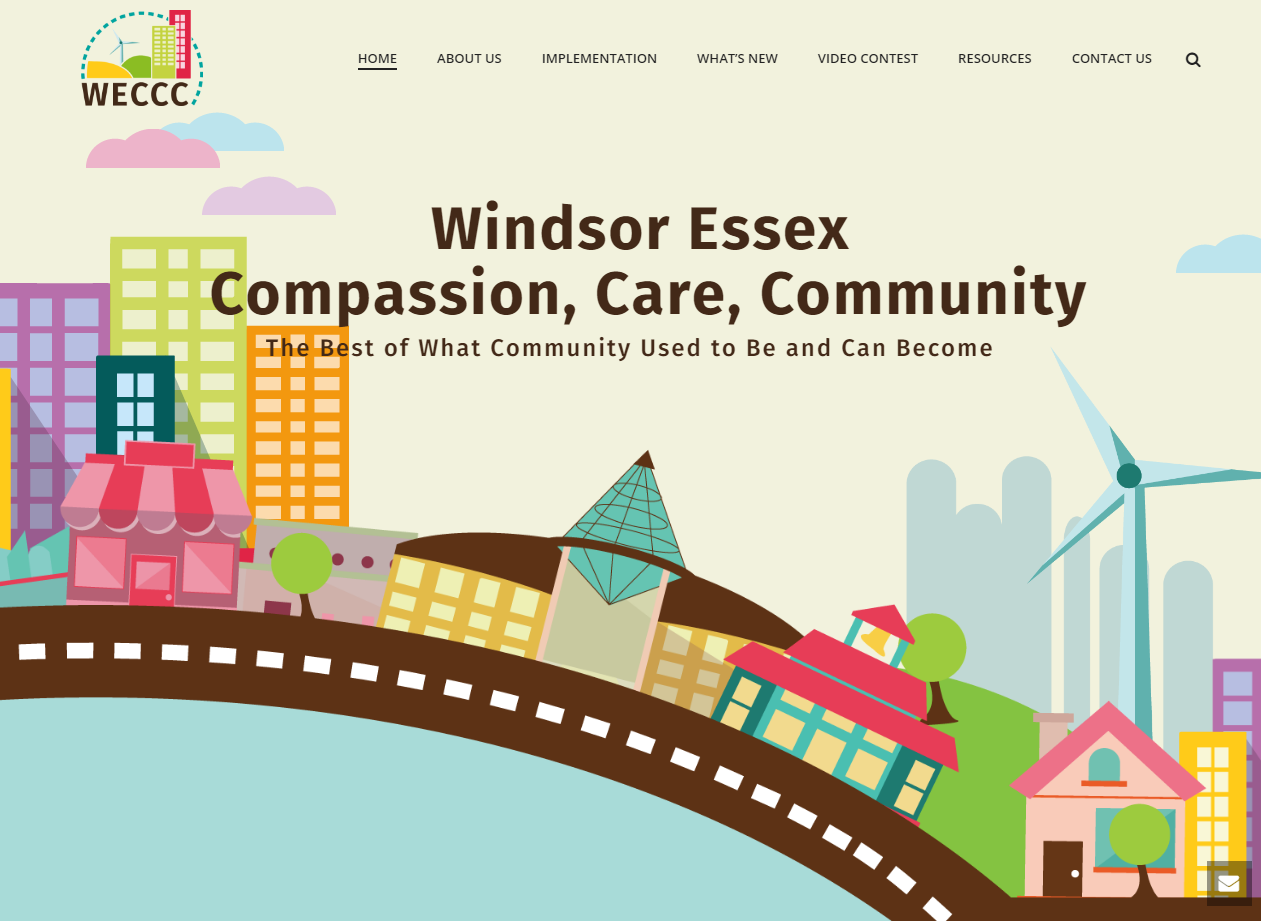 WECCC
HOME ABOUT US IMPLEMENTATION WHAT'S NEW VIDEO CONTEST RESOURCES CONTACT US
Windsor Essex
Compassion, Care, Community
The Best of What Community Used to Be and Can Become